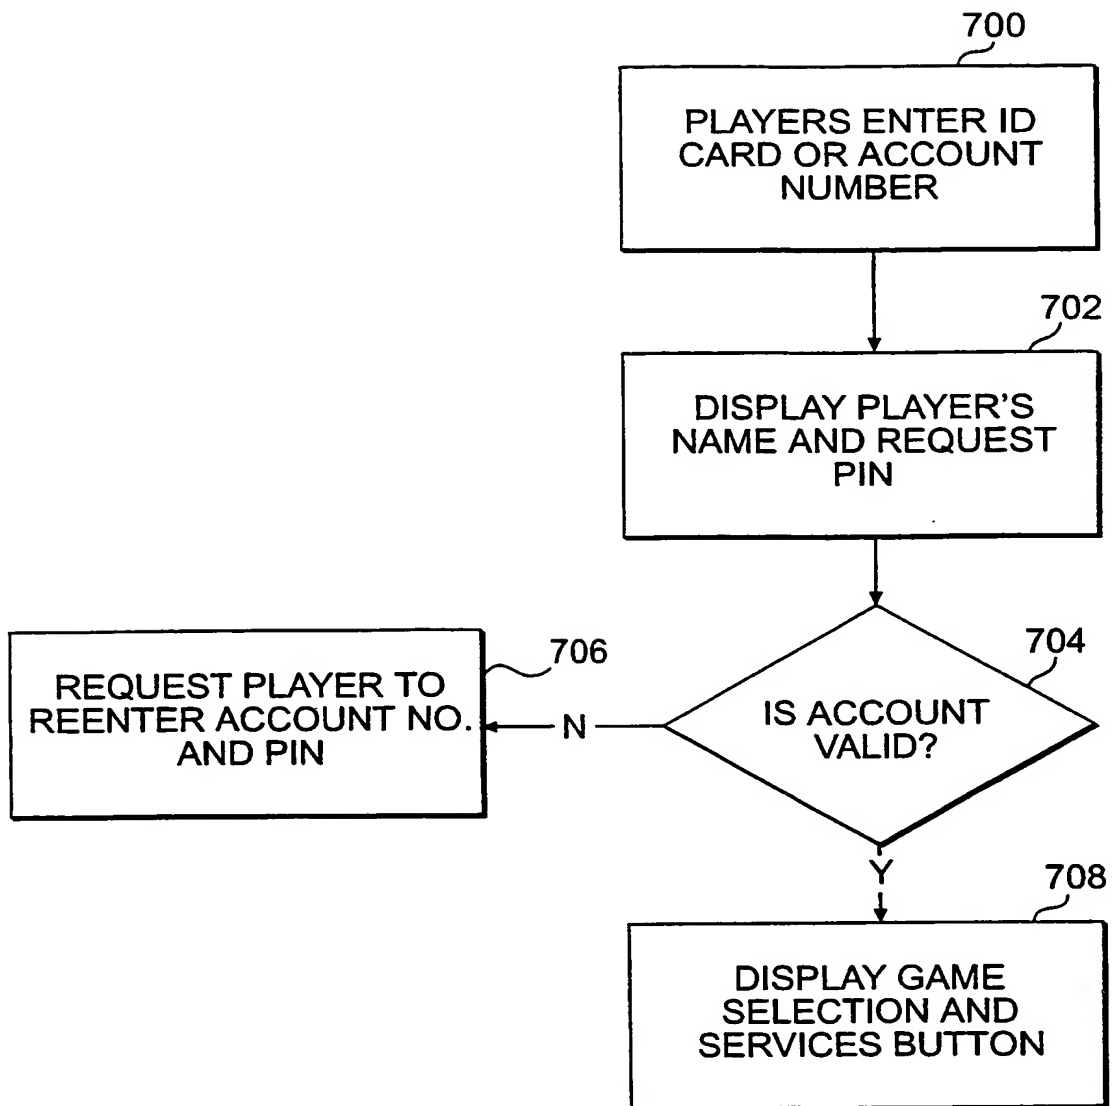 700
PLAYERS ENTER ID
CARD OR ACCOUNT
NUMBER
702
DISPLAY PLAYER'S
NAME AND REQUEST
PIN
704
IS ACCOUNT
VALID?
N
706
REQUEST PLAYER TO
REENTER ACCOUNT NO.
AND PIN
Y
708
DISPLAY GAME
SELECTION AND
SERVICES BUTTON